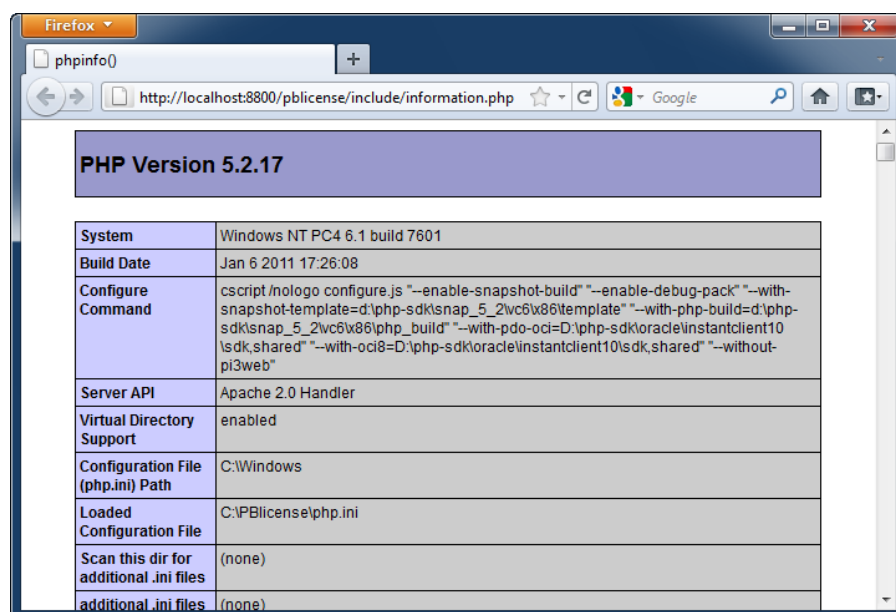 Firefox
phpinfo()
http://localhost:8800/pblicense/include/information.php
Google
PHP Version 5.2.17
System
Windows NT PC4 6.1 build 7601
Build Date
Jan 6 2011 17:26:08
Configure
Command
cscript /nologo configure.js "--enable-snapshot-build" "--enable-debug-pack" "--with-
snapshot-template=d:\php-sdk\snap_5_2\vc6\x86\template" "--with-php-build=d:\php-
sdk\snap_5_2\vc6\x86\php_build" "--with-pdo-oci=D:\php-sdk\oracle\instantclient10
\sdk,shared" "--with-oci8=D:\php-sdk\oracle\instantclient10\sdk,shared" "--without-
pi3web"
Server API
Apache 2.0 Handler
Virtual Directory
Support
enabled
Configuration File
(php.ini) Path
C:\Windows
Loaded
Configuration File
C:\PBlicense\php.ini
Scan this dir for
additional .ini files
(none)
additional .ini files
(none)